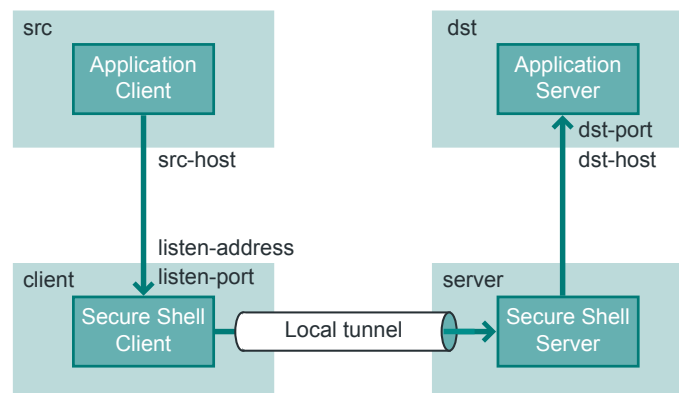 src
dst
Application
Client
Application
Server
src-host
dst-port
dst-host
listen-address
listen-port
client
server
Secure Shell
Client
Local tunnel
Secure Shell
Server